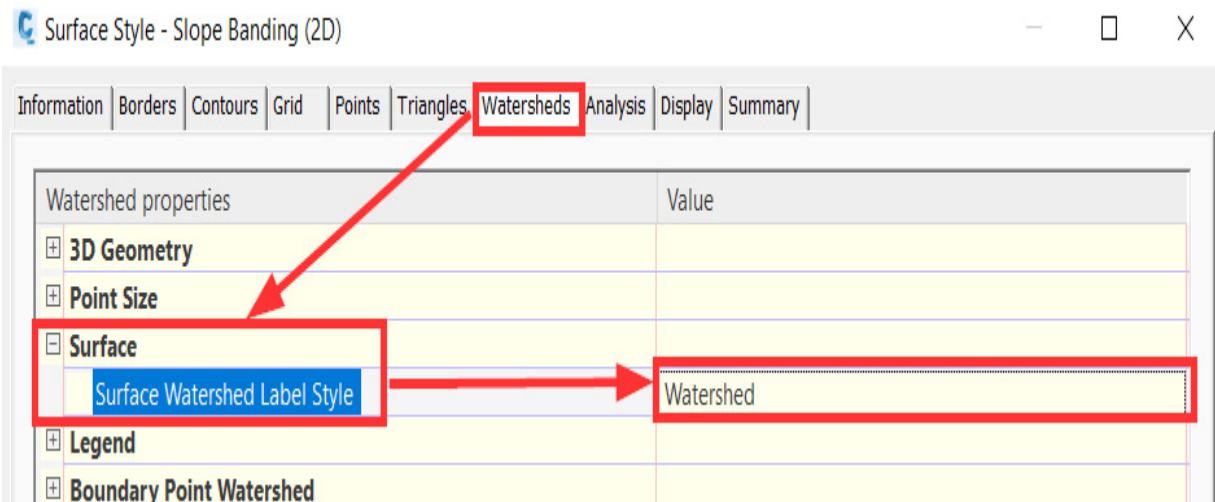 Surface Style - Slope Banding (2D)
Information Borders Contours Grid Points Triangles Watersheds Analysis Display Summary
Watershed properties Value
3D Geometry
Point Size
Surface
Surface Watershed Label Style Watershed
Legend
Boundary Point Watershed